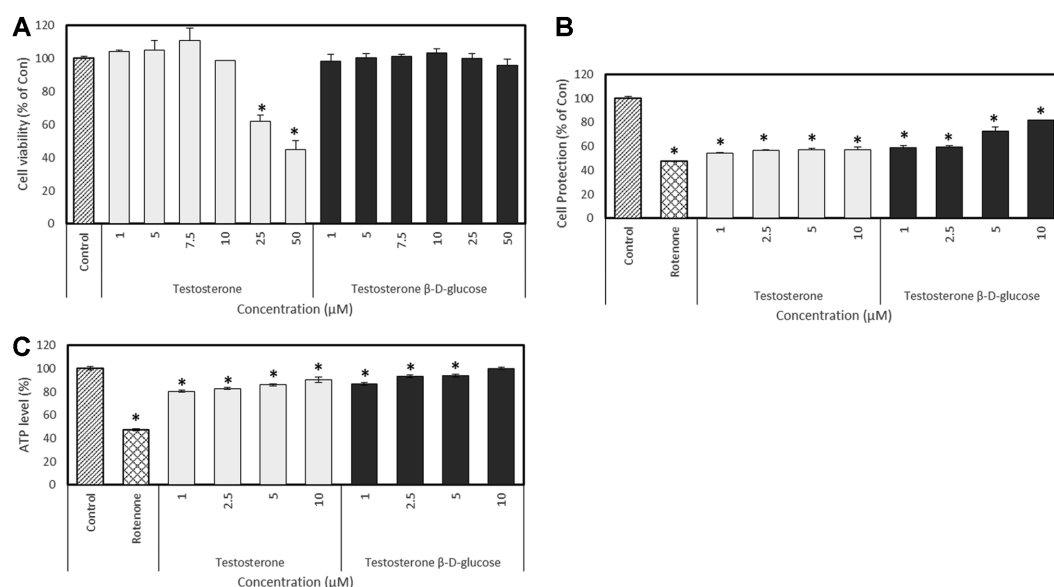 A
Cell viability (% of Con)
120
100
80
60
40
20
0
* *
Control 1 5 7.5 10 25 50 1 5 7.5 10 25 50
Testosterone Testosterone β-D-glucose
Concentration (µM)
B
Cell Protection (% of Con)
120
100
80
60
40
20
0
* * * * * * * * *
Control Rotenone 1 2.5 5 10 1 2.5 5 10
Testosterone Testosterone β-D-glucose
Concentration (µM)
C
ATP level (%)
120
100
80
60
40
20
0
* * * * * * * *
Control Rotenone 1 2.5 5 10 1 2.5 5 10
Testosterone Testosterone β-D-glucose
Concentration (µM)